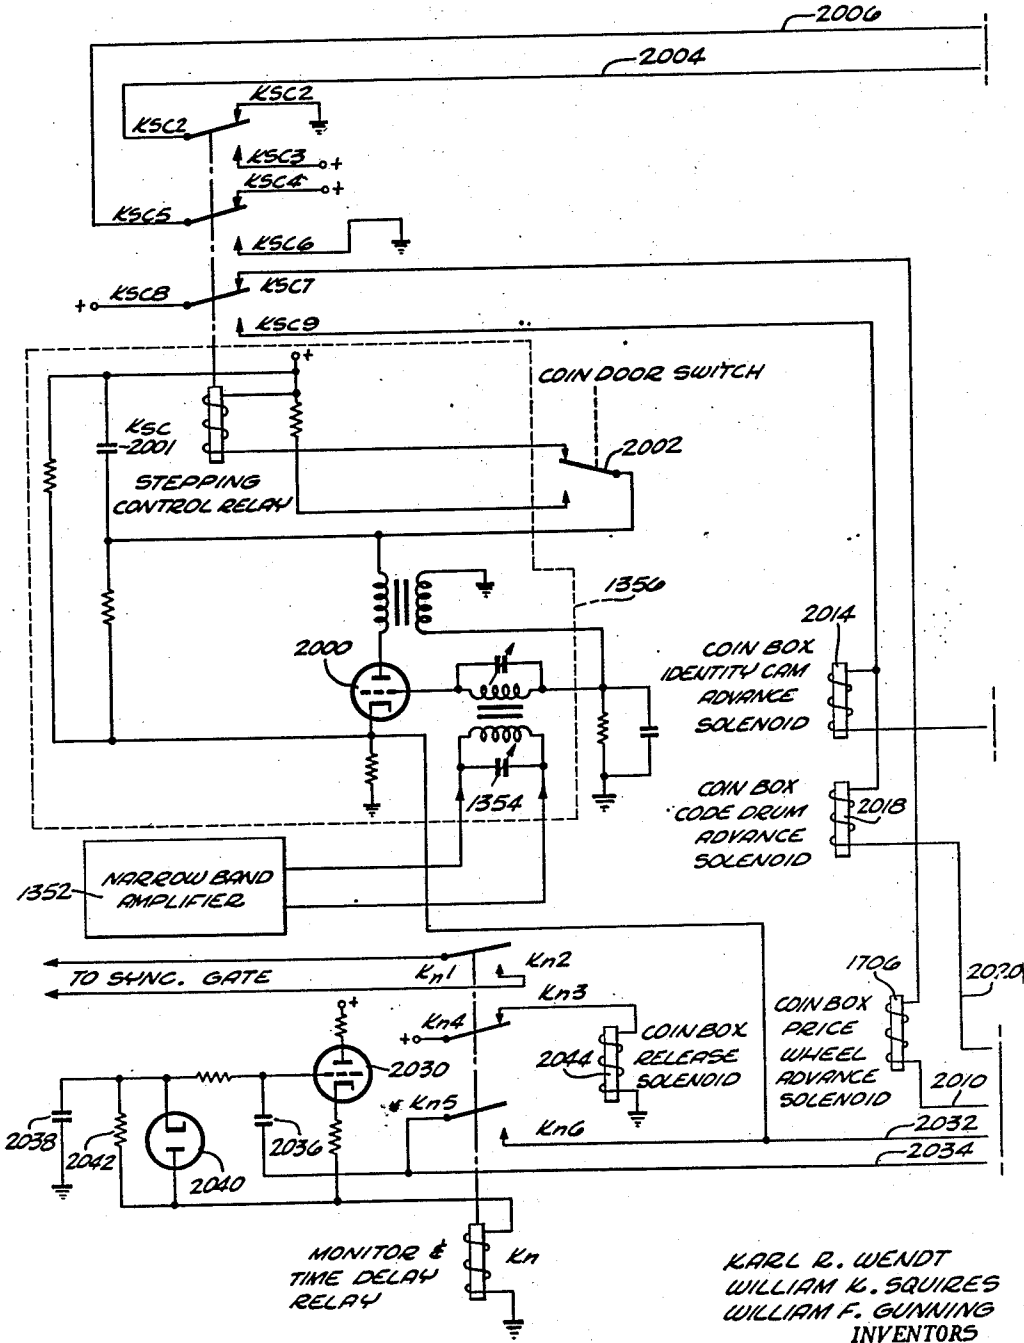 2006
2004
KSC2
KSC2
KSC3
+
KSC4
+
KSC5
KSC6
KSC7
+ KSC8
KSC9
+
COIN DOOR SWITCH
KSC
2001
2002
STEPPING
CONTROL RELAY
1356
2000
2014
COIN BOX
IDENTITY CAM
ADVANCE
SOLENOID
1354
COIN BOX
CODE DRUM
ADVANCE
SOLENOID
2018
1352
NARROW BAND
AMPLIFIER
TO SYNC. GATE
Kn1
Kn2
1706
2020
Kn3
+ Kn4
+
COIN BOX
RELEASE
SOLENOID
2044
COIN BOX
PRICE
WHEEL
ADVANCE
SOLENOID
2030
2010
Kn5
Kn6
2032
2034
2038
2042
2040
2036
MONITOR &
TIME DELAY
RELAY
Kn
KARL R. WENDT
WILLIAM K. SQUIRES
WILLIAM F. GUNNING
INVENTORS